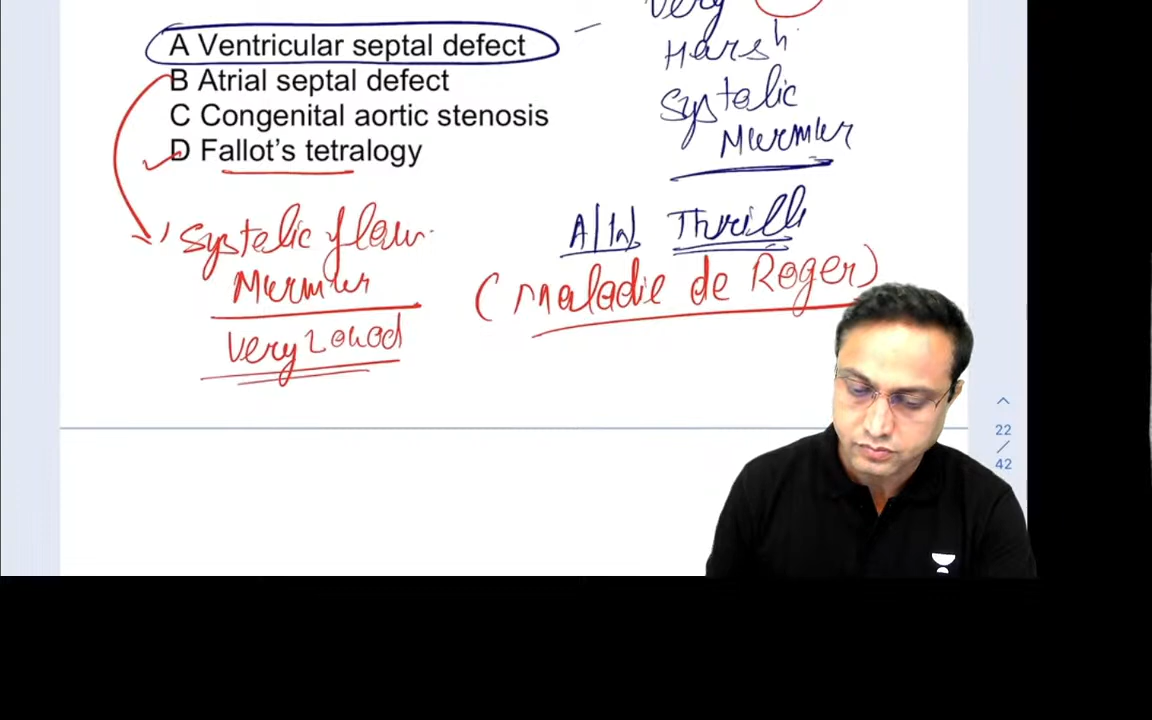 very
A Ventricular septal defect
Harsh
B Atrial septal defect
Systolic
C Congenital aortic stenosis
Murmur
D Fallot's tetralogy
Systolic flow
A/w Thrill
Murmur
(Maladie de Roger)
Very Loud
22
/
42